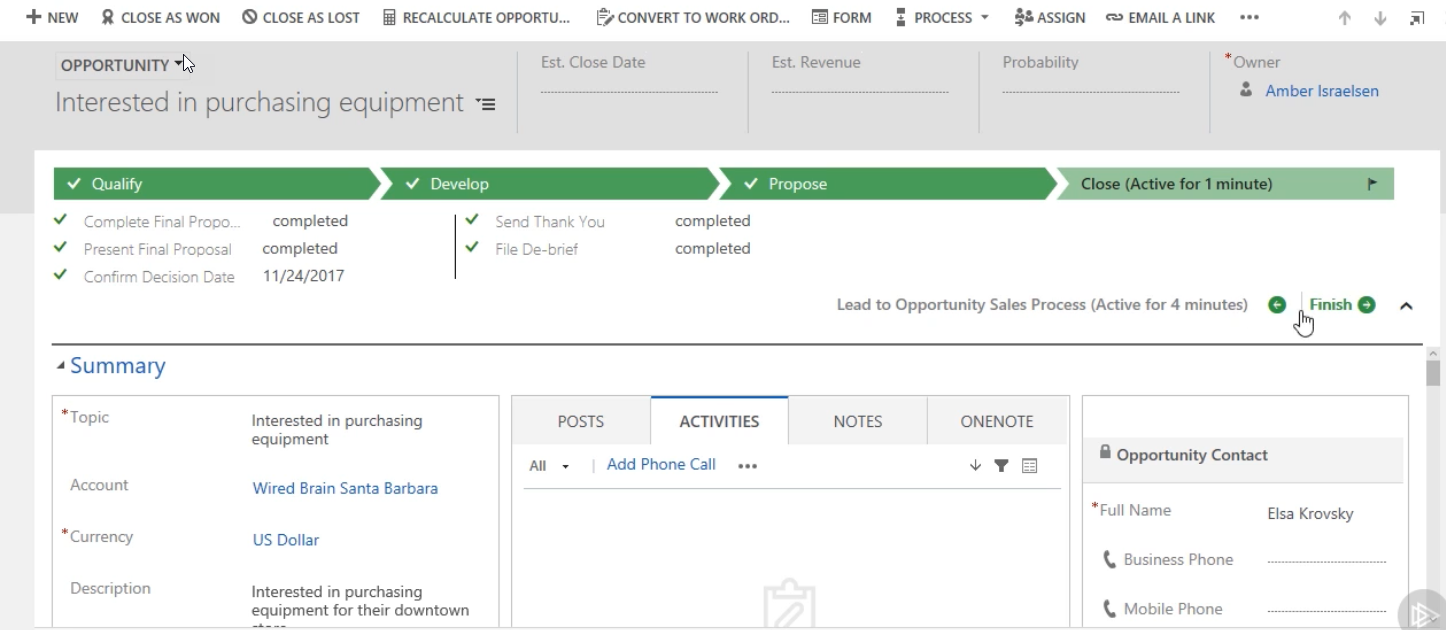 NEW CLOSE AS WON CLOSE AS LOST RECALCULATE OPPORTU... CONVERT TO WORK ORD... FORM PROCESS ASSIGN EMAIL A LINK
OPPORTUNITY
Interested in purchasing equipment
Est. Close Date
Est. Revenue
Probability
*Owner
Amber Israelsen
Qualify
Develop
Propose
Close (Active for 1 minute)
Complete Final Propo... completed
Present Final Proposal completed
Confirm Decision Date 11/24/2017
Send Thank You completed
File De-brief completed
Lead to Opportunity Sales Process (Active for 4 minutes)
Finish
Summary
*Topic
Interested in purchasing
equipment
Account
Wired Brain Santa Barbara
*Currency
US Dollar
Description
Interested in purchasing
equipment for their downtown
POSTS ACTIVITIES NOTES ONENOTE
All | Add Phone Call ...
Opportunity Contact
*Full Name Elsa Krovsky
Business Phone
Mobile Phone